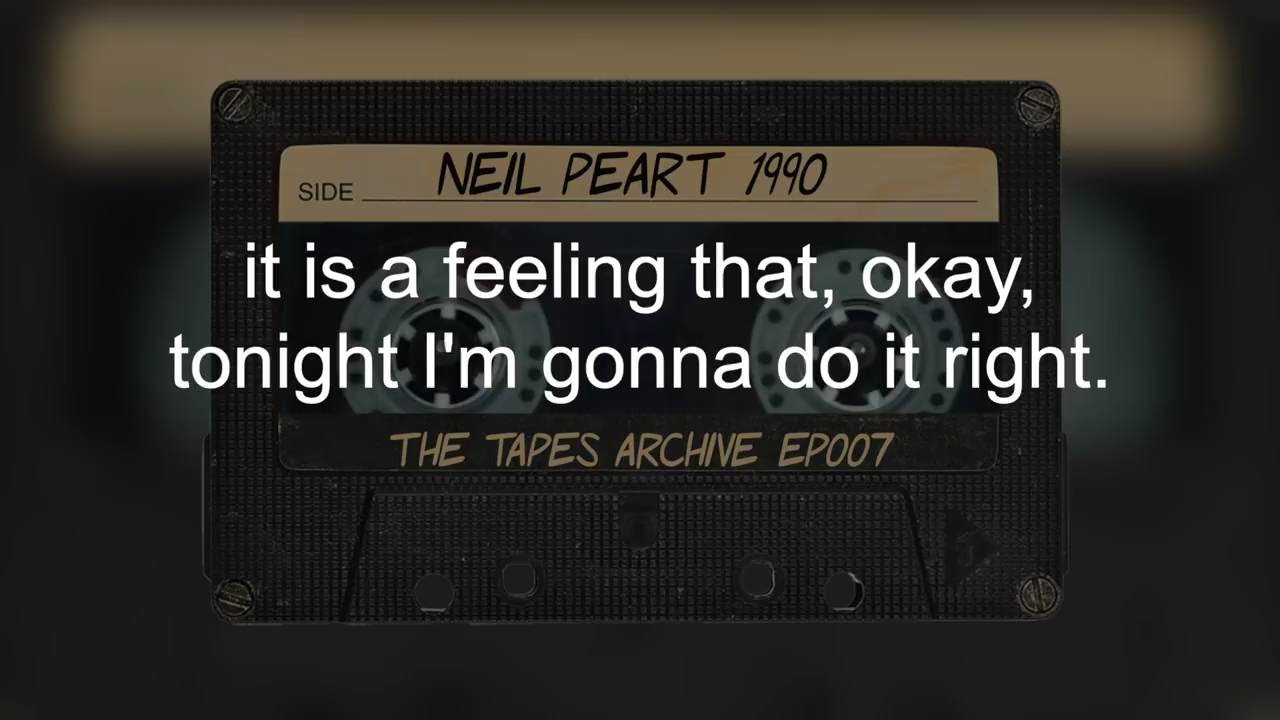 NEIL PEART 1990
SIDE
it is a feeling that, okay,
tonight I'm gonna do it right.
THE TAPES ARCHIVE EP007